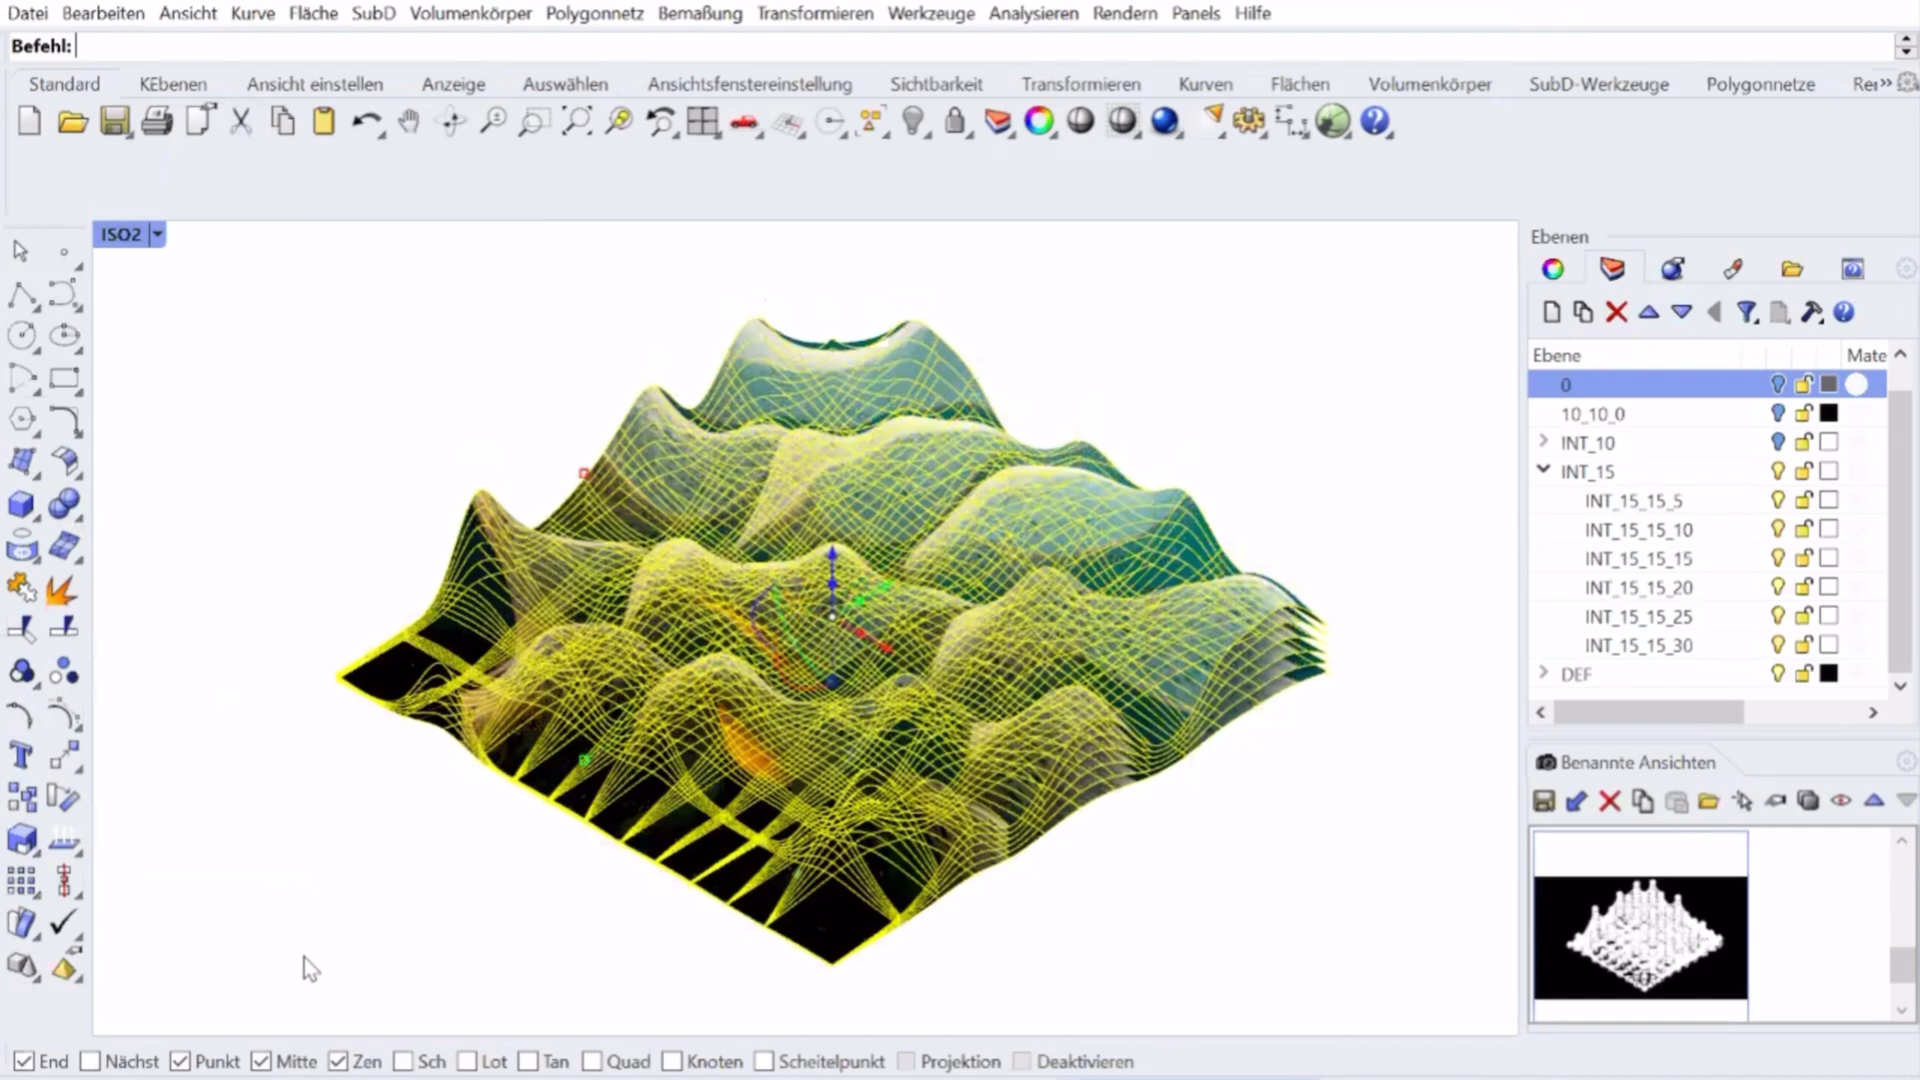 Datei Bearbeiten Ansicht Kurve Fläche SubD Volumenkörper Polygonnetz Bemaßung Transformieren Werkzeuge Analysieren Rendern Panels Hilfe
Befehl:
Standard KEbenen Ansicht einstellen Anzeige Auswählen Ansichtsfenstereinstellung Sichtbarkeit Transformieren Kurven Flächen Volumenkörper SubD-Werkzeuge Polygonnetze Rer»
ISO2
Ebenen
Ebene Mate
0
10_10_0
INT_10
INT_15
INT_15_15_5
INT_15_15_10
INT_15_15_15
INT_15_15_20
INT_15_15_25
INT_15_15_30
DEF
Benannte Ansichten
End Nächst Punkt Mitte Zen Sch Lot Tan Quad Knoten Scheitelpunkt Projektion Deaktivieren